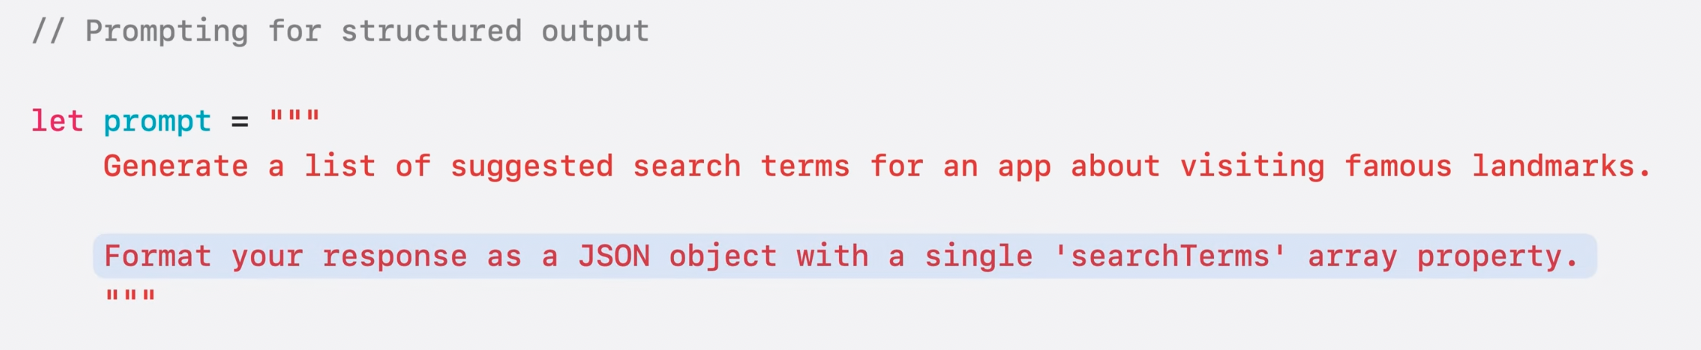 // Prompting for structured output
let prompt = """
Generate a list of suggested search terms for an app about visiting famous landmarks.
Format your response as a JSON object with a single 'searchTerms' array property.
"""